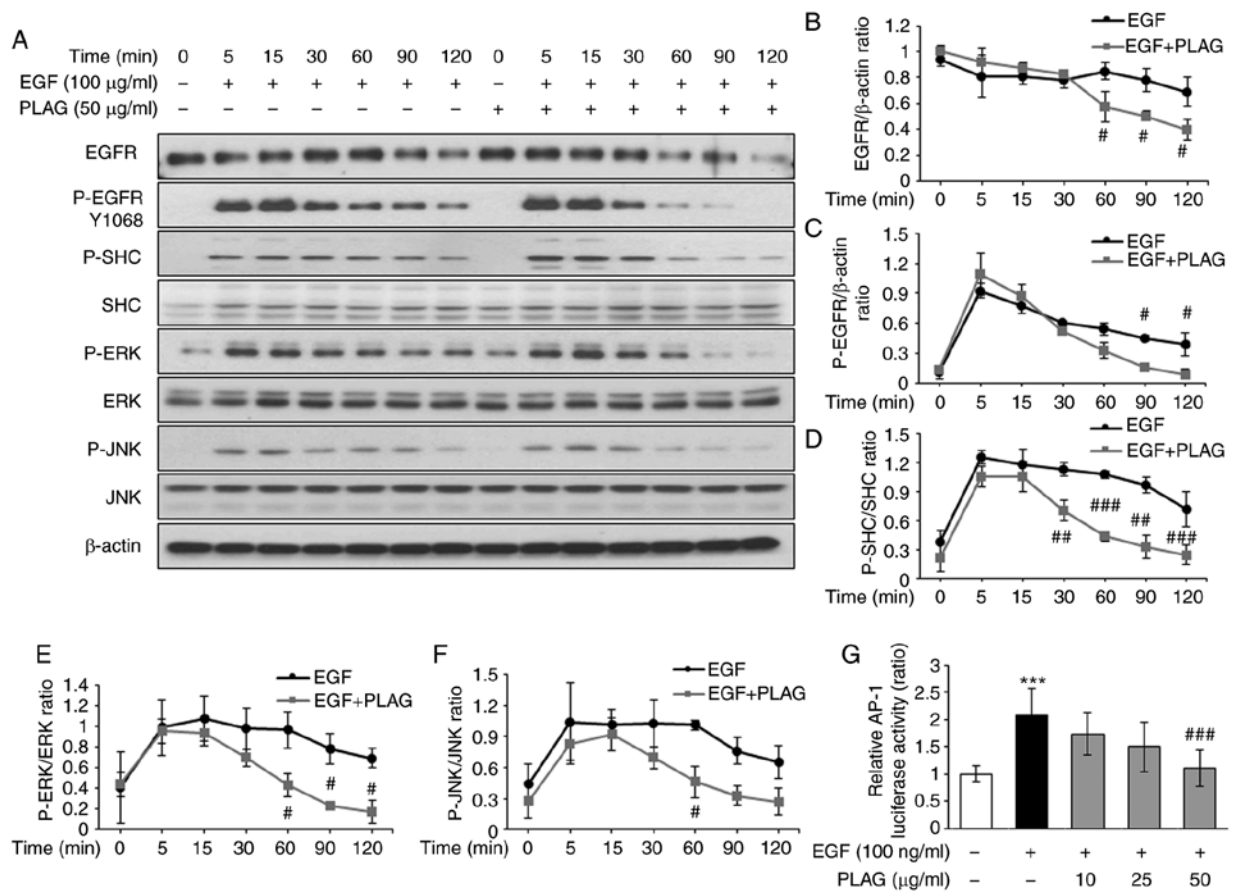 A
Time (min) 0 5 15 30 60 90 120 0 5 15 30 60 90 120
EGF (100 µg/ml) – + + + + + + – + + + + + +
PLAG (50 µg/ml) – – – – – – – + + + + + + +
EGFR
P-EGFR
Y1068
P-SHC
SHC
P-ERK
ERK
P-JNK
JNK
β-actin
B
EGF
EGF+PLAG
EGFR/β-actin ratio
1.2
1
0.8
0.6
0.4
0.2
0
# # #
Time (min) 0 5 15 30 60 90 120
C
EGF
EGF+PLAG
P-EGFR/β-actin
ratio
1.5
1.2
0.9
0.6
0.3
0
# #
Time (min) 0 5 15 30 60 90 120
D
EGF
EGF+PLAG
P-SHC/SHC ratio
1.5
1.2
0.9
0.6
0.3
0
## ### ## ###
Time (min) 0 5 15 30 60 90 120
E
EGF
EGF+PLAG
P-ERK/ERK ratio
1.4
1.2
1
0.8
0.6
0.4
0.2
0
# # #
Time (min) 0 5 15 30 60 90 120
F
EGF
EGF+PLAG
P-JNK/JNK ratio
1.5
1.2
0.9
0.6
0.3
0
#
Time (min) 0 5 15 30 60 90 120
G
Relative AP-1
luciferase activity (ratio)
3
2.5
2
1.5
1
0.5
0
*** ###
EGF (100 ng/ml) – + + + +
PLAG (µg/ml) – – 10 25 50